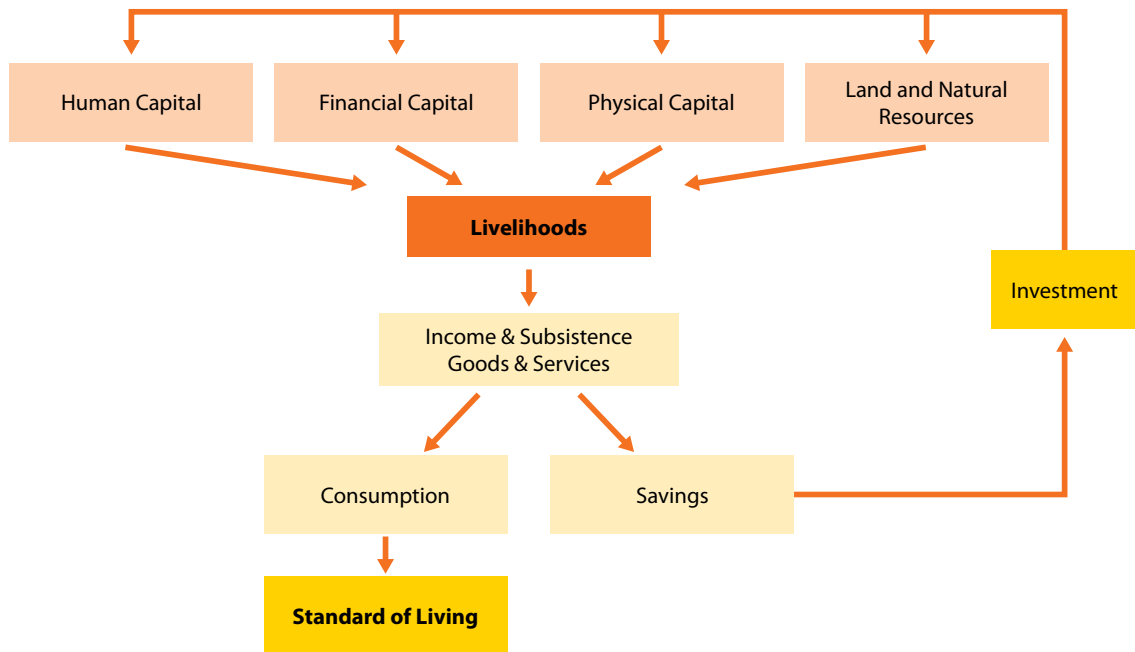 Human Capital
Financial Capital
Physical Capital
Land and Natural
Resources
Livelihoods
Investment
Income & Subsistence
Goods & Services
Consumption
Savings
Standard of Living